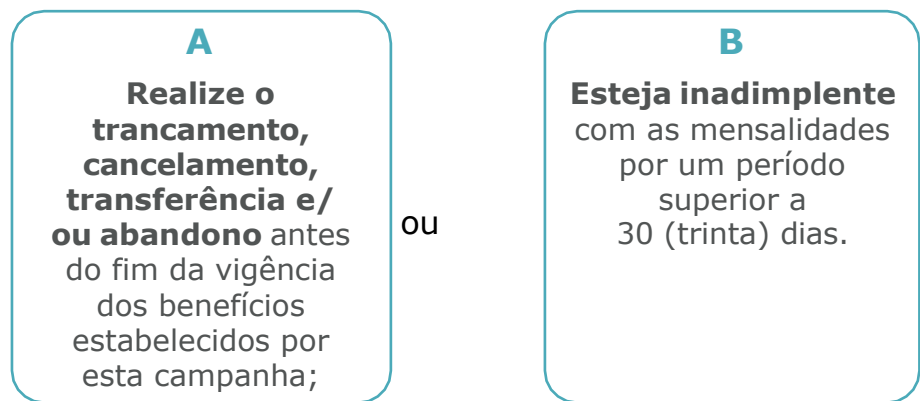 A
Realize o
trancamento,
cancelamento,
transferência e/
ou abandono antes
do fim da vigência
dos benefícios
estabelecidos por
esta campanha;
ou
B
Esteja inadimplente
com as mensalidades
por um período
superior a
30 (trinta) dias.